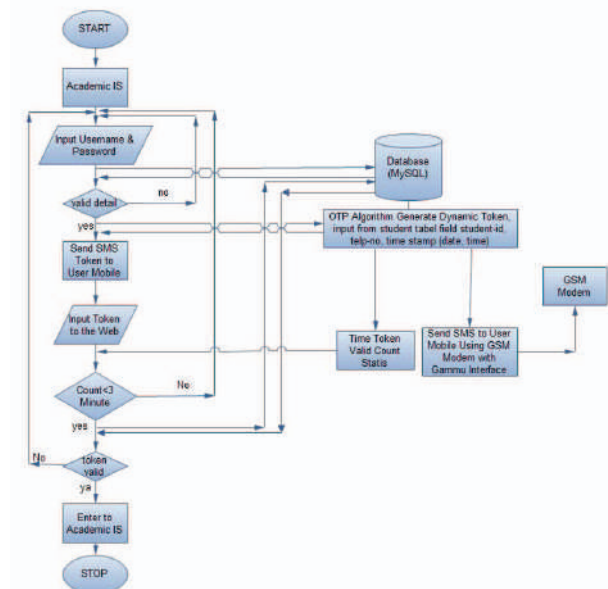 START
Academic IS
Input Username &
Password
Database
(MySQL)
valid detail
no
yes
OTP Algorithm Generate Dynamic Token,
input from student tabel field student-id,
telp-no, time stamp (date, time)
Send SMS
Token to
User Mobile
GSM
Modem
Input Token
to the Web
Time Token
Valid Count
Statis
Send SMS to User
Mobile Using GSM
Modem with
Gammu Interface
Count<3
Minute
No
yes
token
valid
No
ya
Enter to
Academic IS
STOP